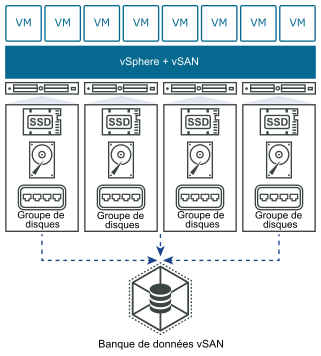 VM VM VM VM VM VM VM VM
vSphere + vSAN
SSD SSD SSD SSD
Groupe de disques
Groupe de disques
Groupe de disques
Groupe de disques
Banque de données vSAN